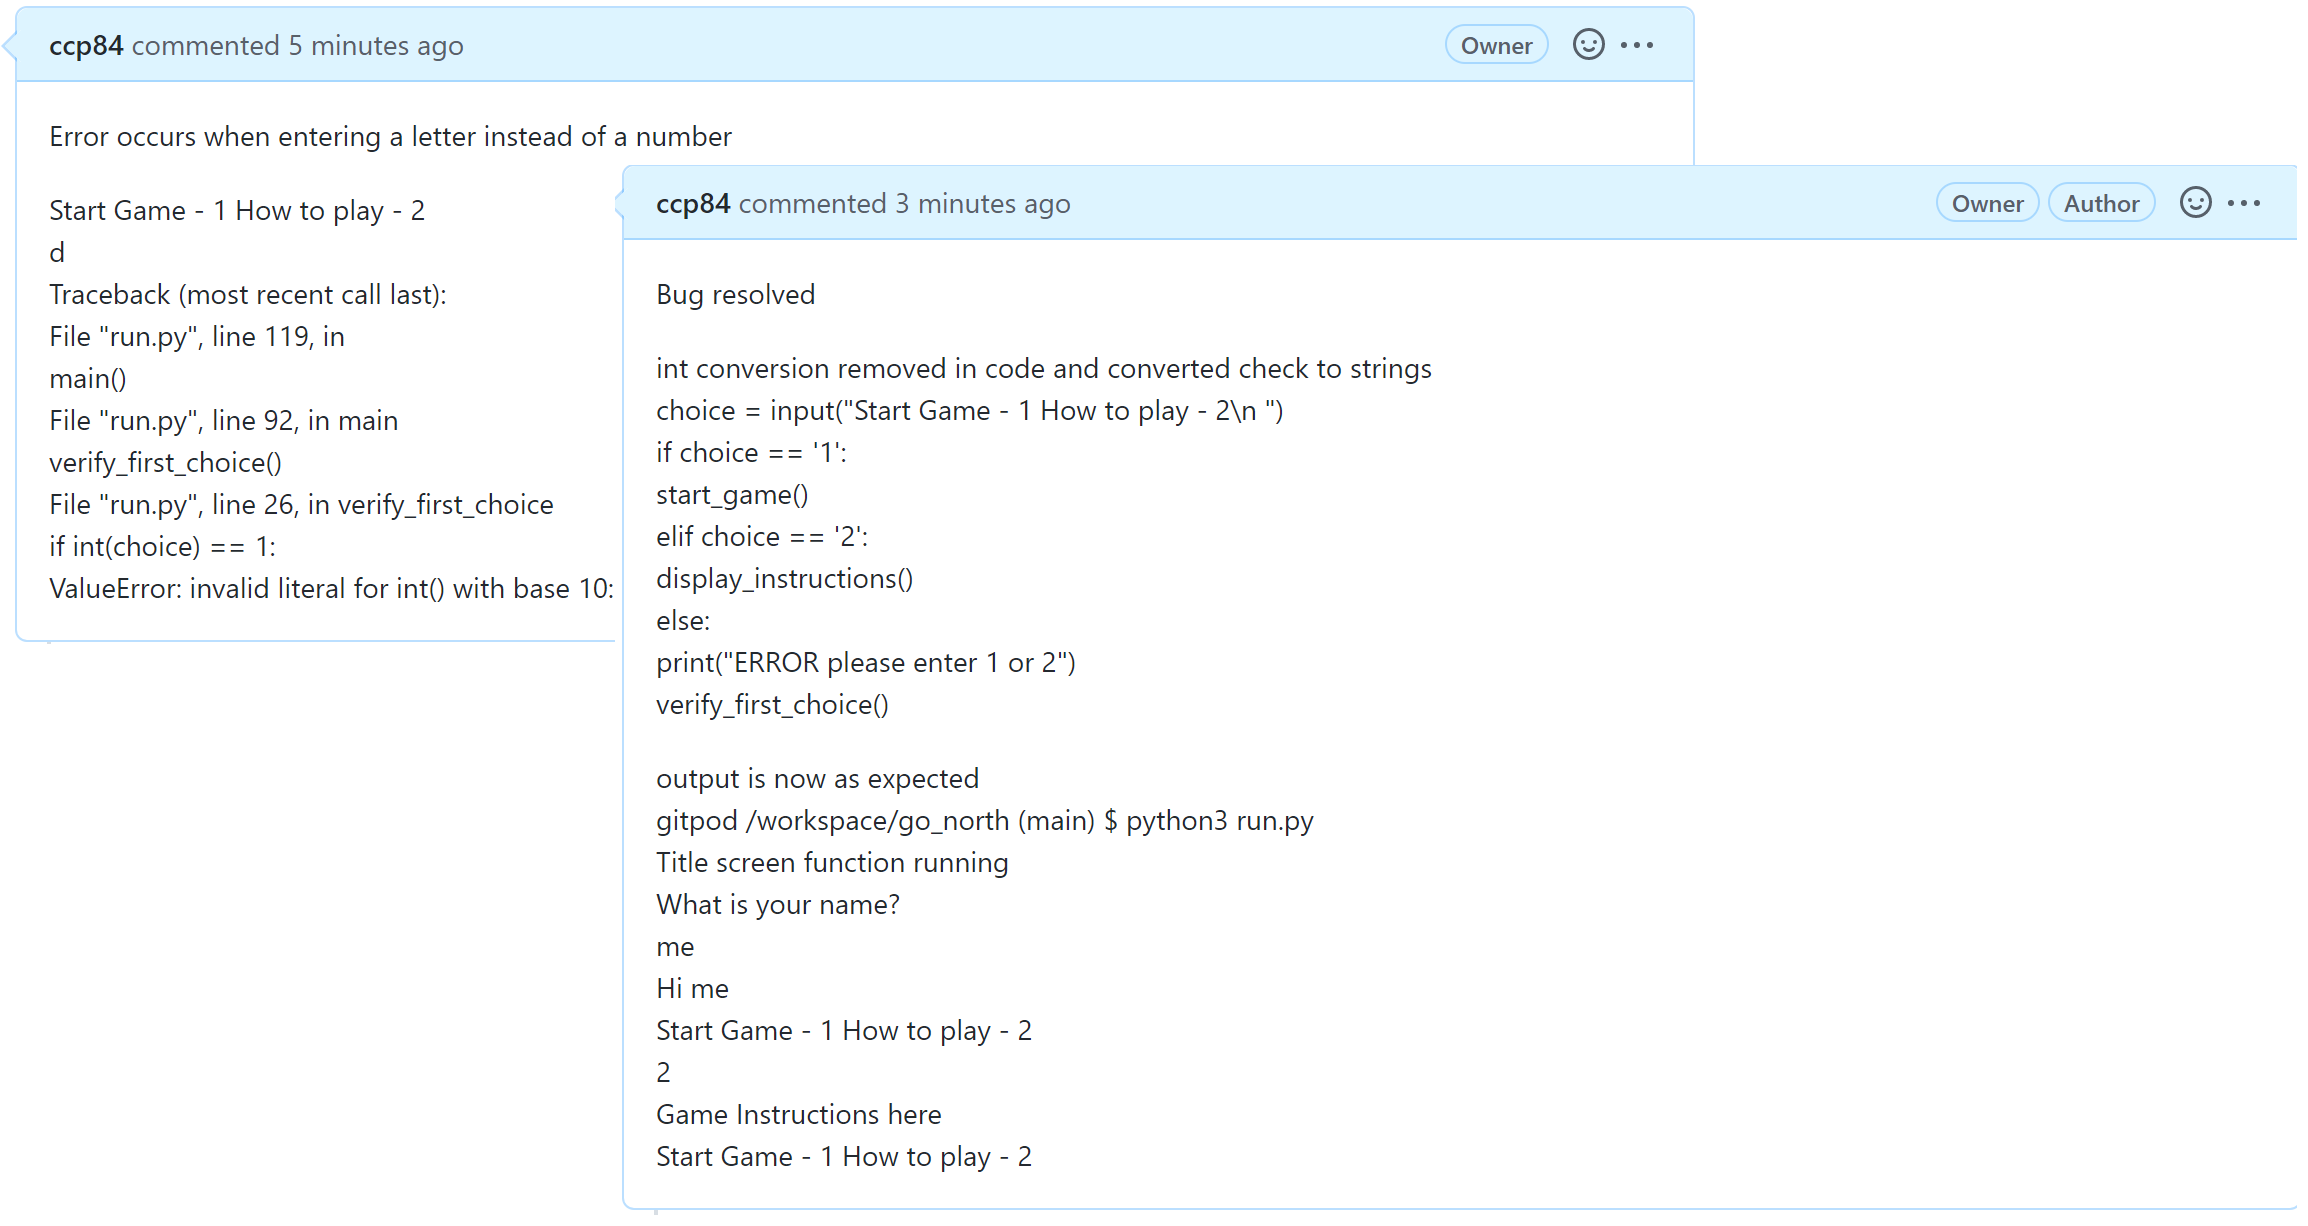 ccp84 commented 5 minutes ago
Owner
Error occurs when entering a letter instead of a number
Start Game - 1 How to play - 2
d
Traceback (most recent call last):
File "run.py", line 119, in
main()
File "run.py", line 92, in main
verify_first_choice()
File "run.py", line 26, in verify_first_choice
if int(choice) == 1:
ValueError: invalid literal for int() with base 10:
ccp84 commented 3 minutes ago
Owner Author
Bug resolved
int conversion removed in code and converted check to strings
choice = input("Start Game - 1 How to play - 2\n ")
if choice == '1':
start_game()
elif choice == '2':
display_instructions()
else:
print("ERROR please enter 1 or 2")
verify_first_choice()
output is now as expected
gitpod /workspace/go_north (main) $ python3 run.py
Title screen function running
What is your name?
me
Hi me
Start Game - 1 How to play - 2
2
Game Instructions here
Start Game - 1 How to play - 2